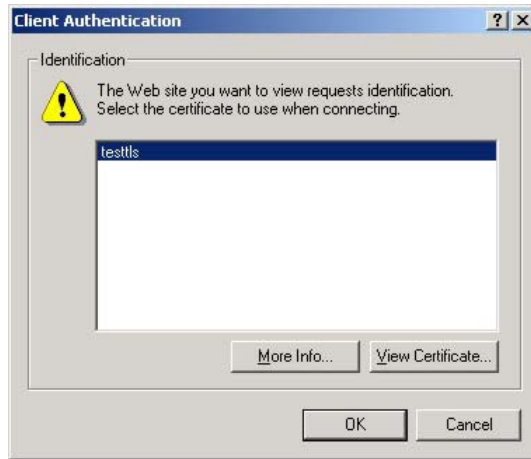 Client Authentication
Identification
The Web site you want to view requests identification.
Select the certificate to use when connecting.
testtls
More Info...
View Certificate...
OK
Cancel